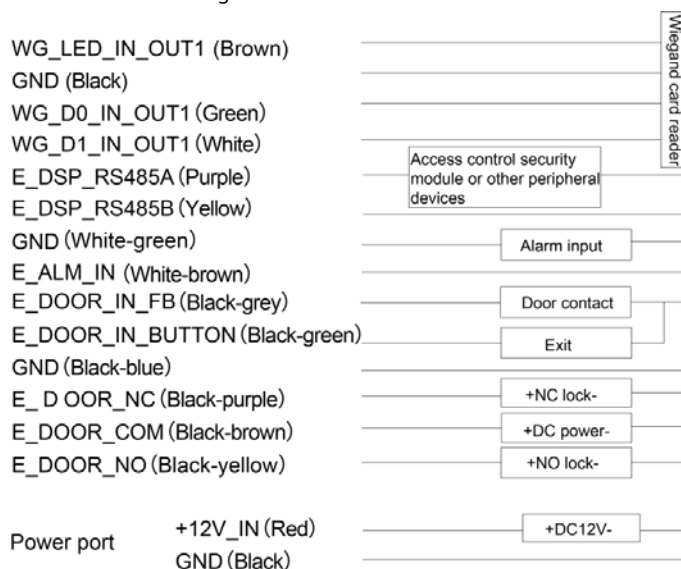 WG_LED_IN_OUT1 (Brown)
GND (Black)
WG_D0_IN_OUT1 (Green)
WG_D1_IN_OUT1 (White)
E_DSP_RS485A (Purple)
E_DSP_RS485B (Yellow)
GND (White-green)
E_ALM_IN (White-brown)
E_DOOR_IN_FB (Black-grey)
E_DOOR_IN_BUTTON (Black-green)
GND (Black-blue)
E_ D OOR_NC (Black-purple)
E_DOOR_COM (Black-brown)
E_DOOR_NO (Black-yellow)
Power port
+12V_IN (Red)
GND (Black)
Wiegand card reader
Access control security
module or other peripheral
devices
Alarm input
Door contact
Exit
+NC lock-
+DC power-
+NO lock-
+DC12V-